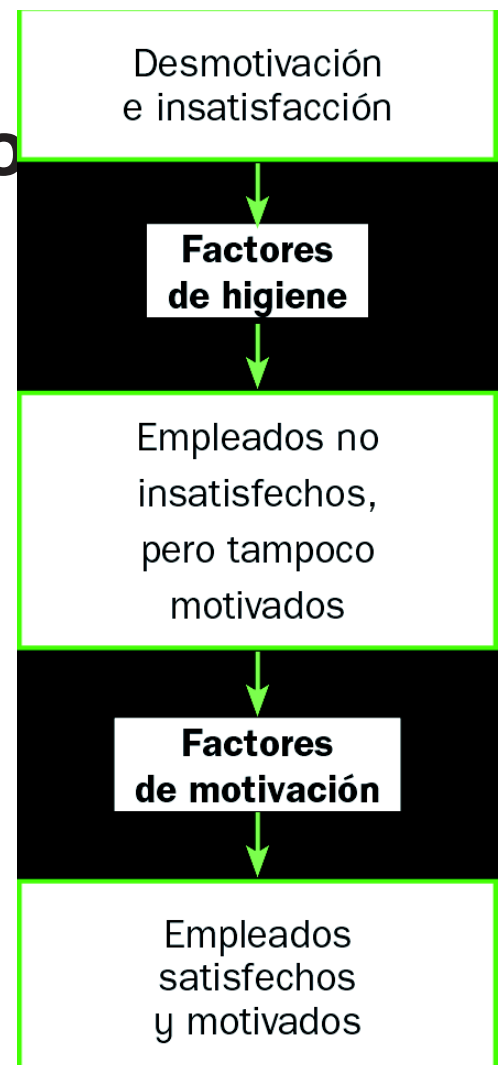 Desmotivación
e insatisfacción
Factores
de higiene
Empleados no
insatisfechos,
pero tampoco
motivados
Factores
de motivación
Empleados
satisfechos
y motivados